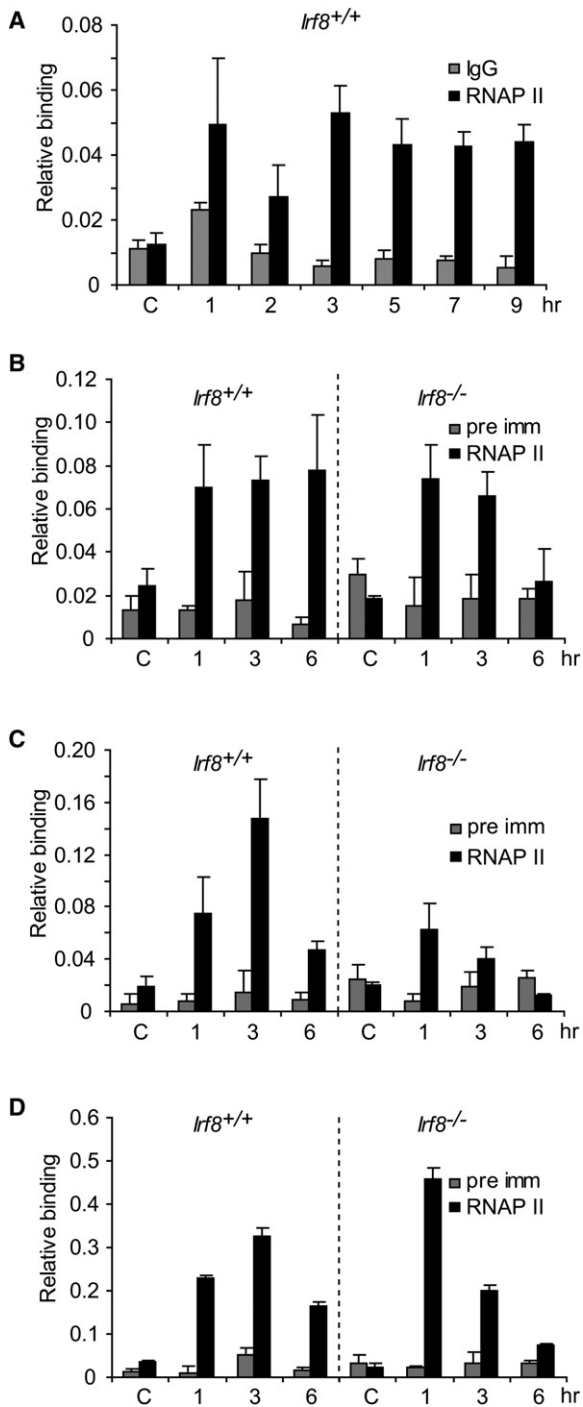 A
Irf8+/+
IgG
RNAP II
Relative binding
0.08
0.06
0.04
0.02
0
C 1 2 3 5 7 9 hr
B
Irf8+/+ Irf8-/-
pre imm
RNAP II
Relative binding
0.12
0.10
0.08
0.06
0.04
0.02
0
C 1 3 6 C 1 3 6 hr
C
Irf8+/+ Irf8-/-
pre imm
RNAP II
Relative binding
0.20
0.16
0.12
0.08
0.04
0
C 1 3 6 C 1 3 6 hr
D
Irf8+/+ Irf8-/-
pre imm
RNAP II
Relative binding
0.6
0.5
0.4
0.3
0.2
0.1
0
C 1 3 6 C 1 3 6 hr